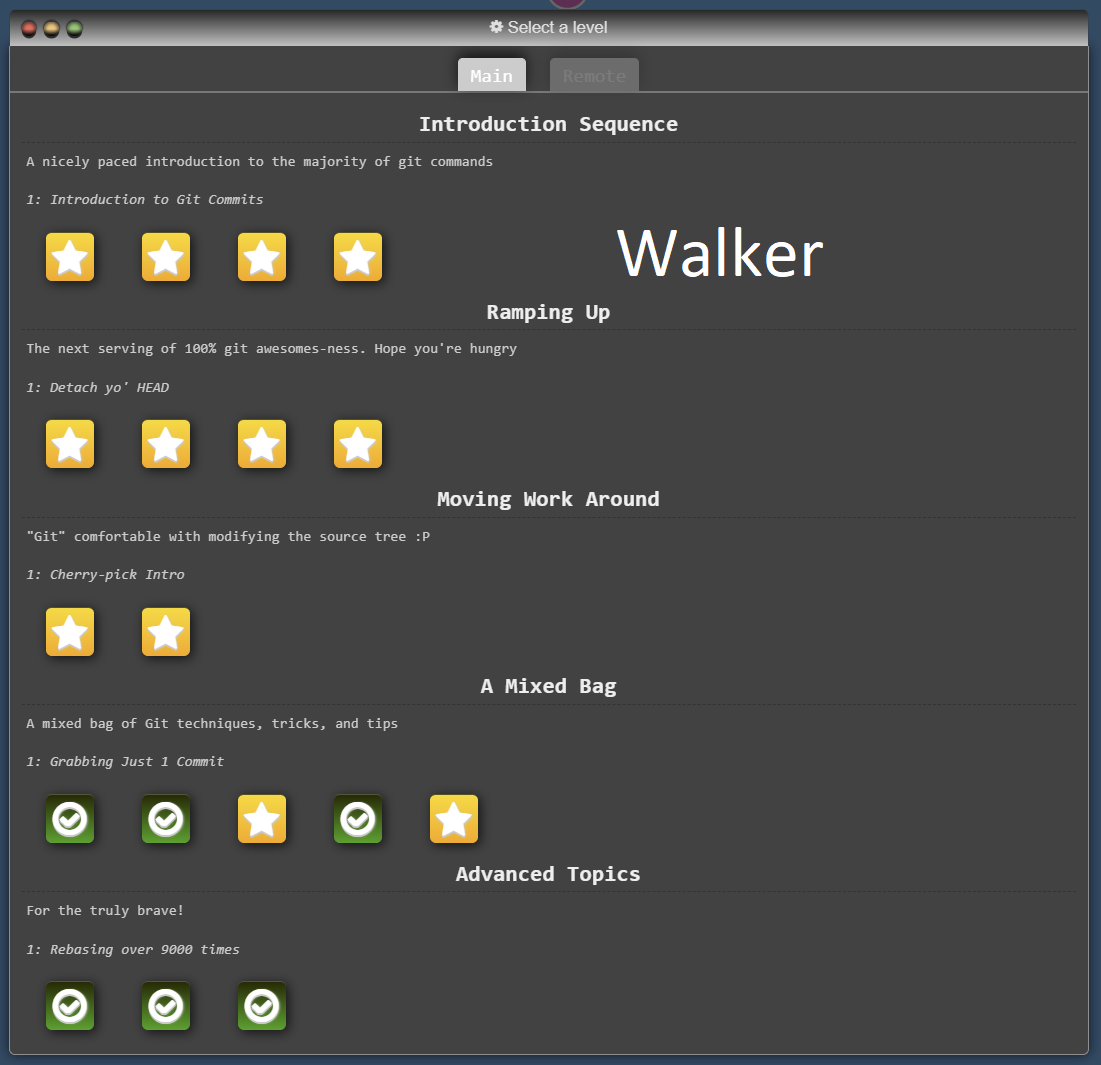 Select a level
Main Remote
Introduction Sequence
A nicely paced introduction to the majority of git commands
1: Introduction to Git Commits
Walker
Ramping Up
The next serving of 100% git awesomes-ness. Hope you're hungry
1: Detach yo' HEAD
Moving Work Around
"Git" comfortable with modifying the source tree :P
1: Cherry-pick Intro
A Mixed Bag
A mixed bag of Git techniques, tricks, and tips
1: Grabbing Just 1 Commit
Advanced Topics
For the truly brave!
1: Rebasing over 9000 times